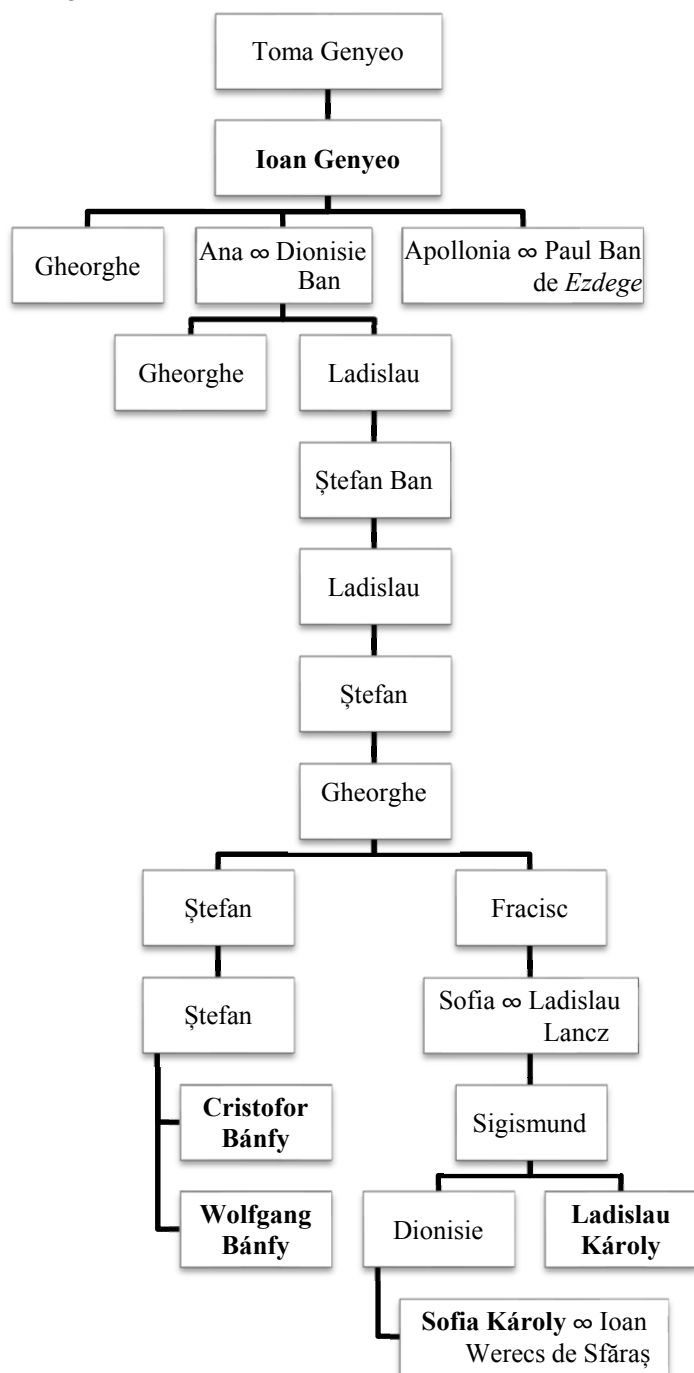 Toma Genyeo
Ioan Genyeo
Gheorghe
Ana ∞ Dionisie
Ban
Apollonia ∞ Paul Ban
de Ezdege
Gheorghe
Ladislau
Ștefan Ban
Ladislau
Ștefan
Gheorghe
Ștefan
Fracisc
Ștefan
Sofia ∞ Ladislau
Lancz
Cristofor
Bánfy
Sigismund
Wolfgang
Bánfy
Dionisie
Ladislau
Károly
Sofia Károly ∞ Ioan
Werecs de Sfăraș